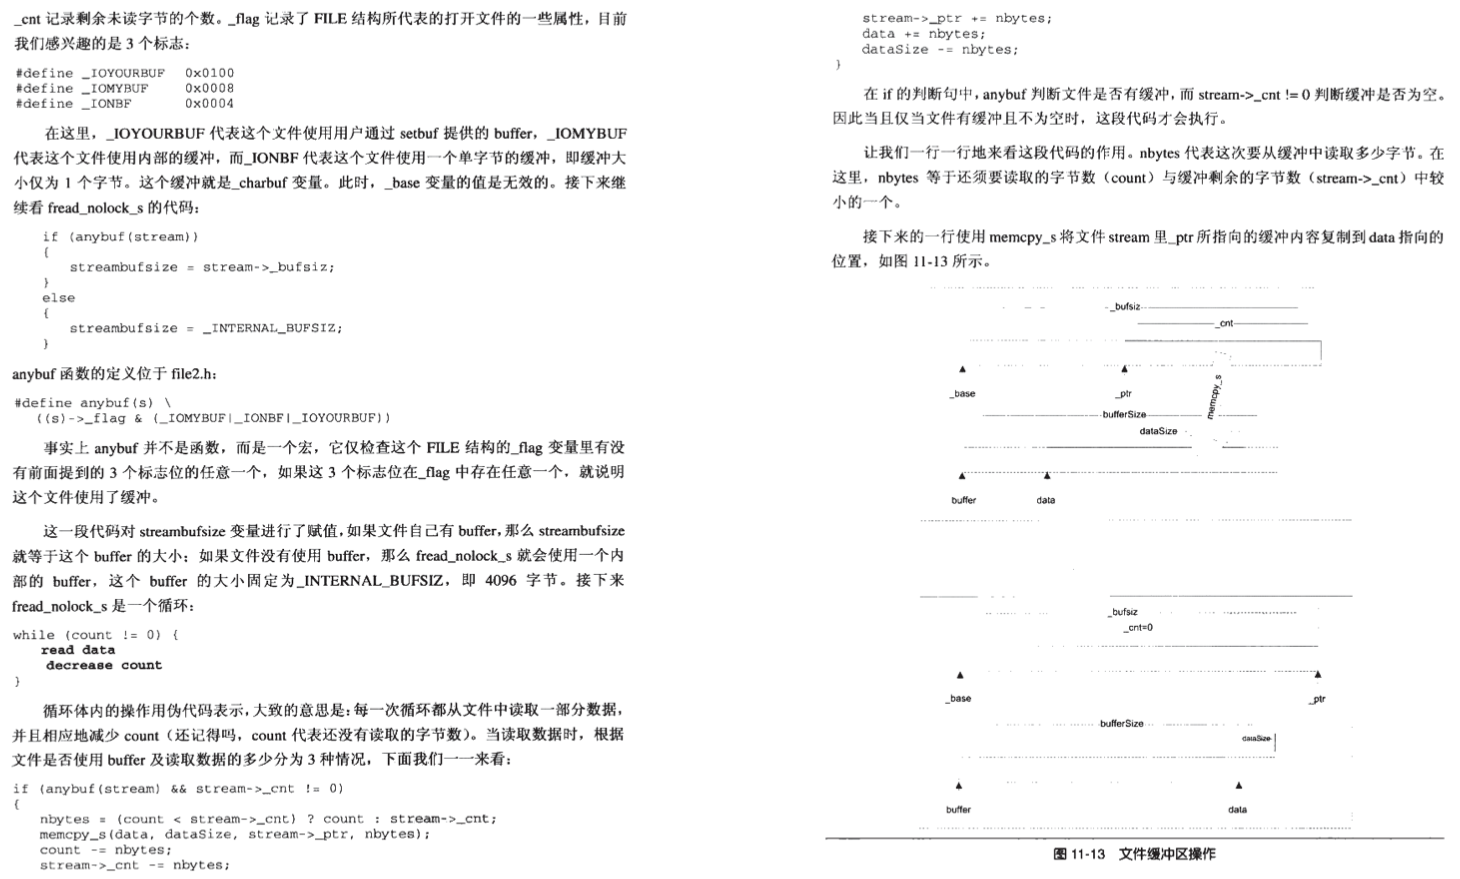 _cnt 记录剩余未读字节的个数。_flag 记录了 FILE 结构所代表的打开文件的一些属性，目前
我们感兴趣的是 3 个标志：
#define _IOYOURBUF 0x0100
#define _IOMYBUF 0x0008
#define _IONBF 0x0004
在这里，_IOYOURBUF 代表这个文件使用用户通过 setbuf 提供的 buffer，_IOMYBUF
代表这个文件使用内部的缓冲，而_IONBF 代表这个文件使用一个单字节的缓冲，即缓冲大
小仅为 1 个字节。这个缓冲就是_charbuf 变量。此时，_base 变量的值是无效的。接下来继
续看 fread_nolock_s 的代码：
if (anybuf(stream))
{
streambufsize = stream->_bufsiz;
}
else
{
streambufsize = _INTERNAL_BUFSIZ;
}
anybuf 函数的定义位于 file2.h：
#define anybuf(s) \
((s)->_flag & (_IOMYBUF|_IONBF|_IOYOURBUF))
事实上 anybuf 并不是函数，而是一个宏，它仅检查这个 FILE 结构的_flag 变量里有没
有前面提到的 3 个标志位的任意一个，如果这 3 个标志位在_flag 中存在任意一个，就说明
这个文件使用了缓冲。
这一段代码对 streambufsize 变量进行了赋值，如果文件自己有 buffer，那么 streambufsize
就等于这个 buffer 的大小；如果文件没有使用 buffer，那么 fread_nolock_s 就会使用一个内
部的 buffer，这个 buffer 的大小固定为_INTERNAL_BUFSIZ，即 4096 字节。接下来
fread_nolock_s 是一个循环：
while (count != 0) {
read data
decrease count
}
循环体内的操作用伪代码表示，大致的意思是：每一次循环都从文件中读取一部分数据，
并且相应地减少 count（还记得吗，count 代表还没有读取的字节数）。当读取数据时，根据
文件是否使用 buffer 及读取数据的多少分为 3 种情况，下面我们一一来看：
if (anybuf(stream) && stream->_cnt != 0)
{
nbytes = (count < stream->_cnt) ? count : stream->_cnt;
memcpy_s(data, dataSize, stream->_ptr, nbytes);
count -= nbytes;
stream->_cnt -= nbytes;
stream->_ptr += nbytes;
data += nbytes;
dataSize -= nbytes;
}
在 if 的判断句中，anybuf 判断文件是否有缓冲，而 stream->_cnt != 0 判断缓冲是否为空。
因此当且仅当文件有缓冲且不为空时，这段代码才会执行。
让我们一行一行地来看这段代码的作用。nbytes 代表这次要从缓冲中读取多少字节。在
这里，nbytes 等于还须要读取的字节数（count）与缓冲剩余的字节数（stream->_cnt）中较
小的一个。
接下来的一行使用 memcpy_s 将文件 stream 里_ptr 所指向的缓冲内容复制到 data 指向的
位置，如图 11-13 所示。
_bufsiz
_cnt
_base
_ptr
memcpy_s
bufferSize
dataSize
buffer
data
_bufsiz
_cnt=0
_base
_ptr
bufferSize
dataSize
buffer
data
图 11-13 文件缓冲区操作